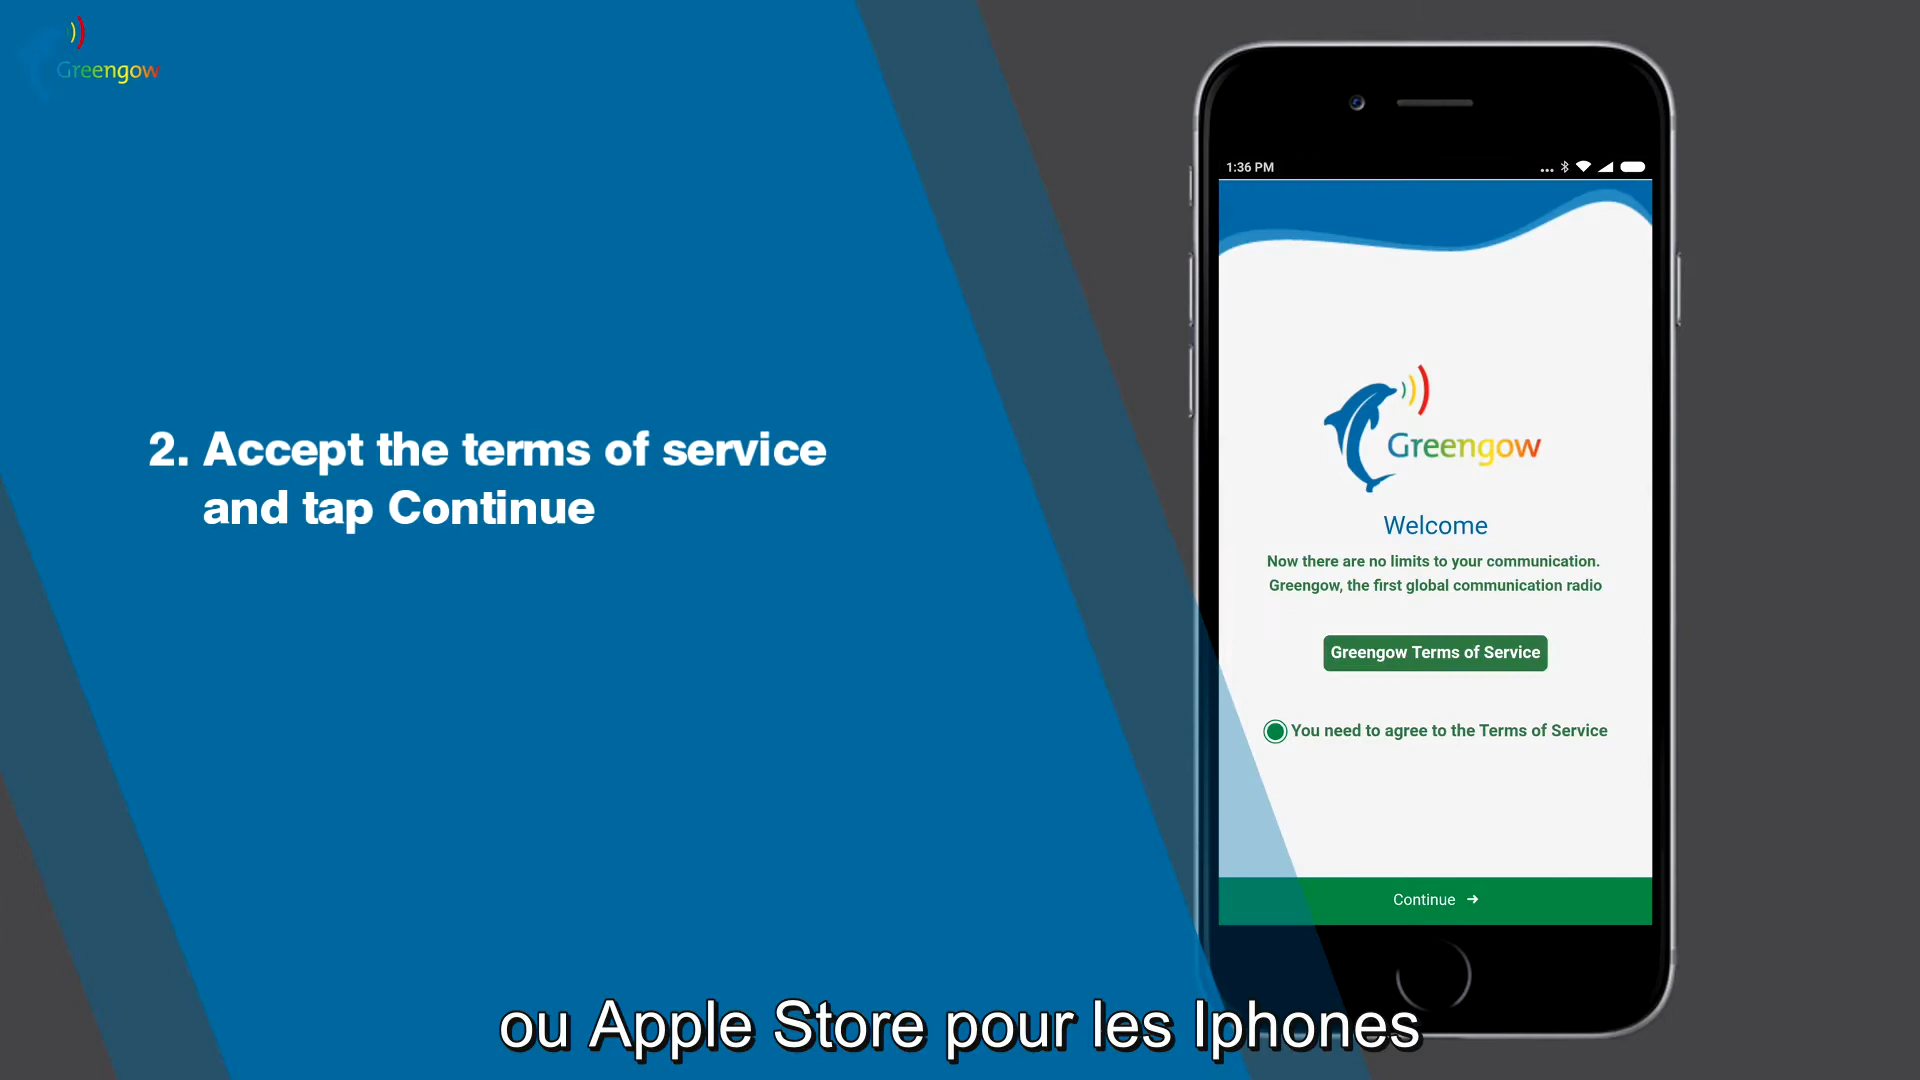 Greengow
2. Accept the terms of service
and tap Continue
1:36 PM
Greengow
Welcome
Now there are no limits to your communication.
Greengow, the first global communication radio
Greengow Terms of Service
You need to agree to the Terms of Service
Continue →
ou Apple Store pour les Iphones